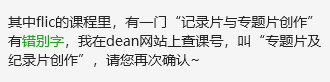 其中flic的课程里，有一门“记录片与专题片创作”
有错别字，我在dean网站上查课号，叫“专题片及
纪录片创作”，请您再次确认~